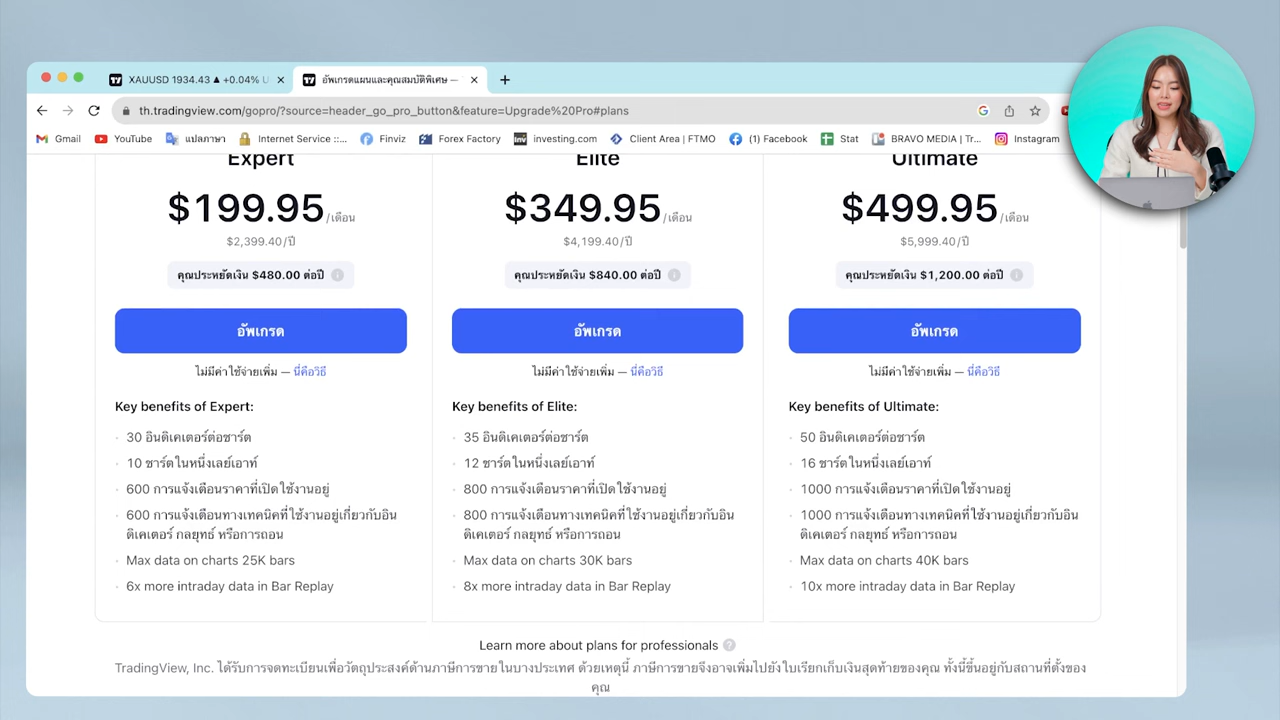 XAUUSD 1934.43 ▲ +0.04% U
อัพเกรดแผนและคุณสมบัติพิเศษ —
th.tradingview.com/gopro/?source=header_go_pro_button&feature=Upgrade%20Pro#plans
Gmail YouTube แปลภาษา Internet Service ::... Finviz Forex Factory investing.com Client Area | FTMO (1) Facebook Stat BRAVO MEDIA | Tr... Instagram
Expert Elite Ultimate
$199.95 /เดือน $349.95 /เดือน $499.95 /เดือน
$2,399.40/ปี $4,199.40/ปี $5,999.40/ปี
คุณประหยัดเงิน $480.00 ต่อปี คุณประหยัดเงิน $840.00 ต่อปี คุณประหยัดเงิน $1,200.00 ต่อปี
อัพเกรด อัพเกรด อัพเกรด
ไม่มีค่าใช้จ่ายเพิ่ม — นี่คือวิธี ไม่มีค่าใช้จ่ายเพิ่ม — นี่คือวิธี ไม่มีค่าใช้จ่ายเพิ่ม — นี่คือวิธี
Key benefits of Expert:
· 30 อินดิเคเตอร์ต่อชาร์ต
· 10 ชาร์ตในหนึ่งเลย์เอาท์
· 600 การแจ้งเตือนราคาที่เปิดใช้งานอยู่
· 600 การแจ้งเตือนทางเทคนิคที่ใช้งานอยู่เกี่ยวกับอิน
ดิเคเตอร์ กลยุทธ์ หรือการถอน
· Max data on charts 25K bars
· 6x more intraday data in Bar Replay
Key benefits of Elite:
· 35 อินดิเคเตอร์ต่อชาร์ต
· 12 ชาร์ตในหนึ่งเลย์เอาท์
· 800 การแจ้งเตือนราคาที่เปิดใช้งานอยู่
· 800 การแจ้งเตือนทางเทคนิคที่ใช้งานอยู่เกี่ยวกับอิน
ดิเคเตอร์ กลยุทธ์ หรือการถอน
· Max data on charts 30K bars
· 8x more intraday data in Bar Replay
Key benefits of Ultimate:
· 50 อินดิเคเตอร์ต่อชาร์ต
· 16 ชาร์ตในหนึ่งเลย์เอาท์
· 1000 การแจ้งเตือนราคาที่เปิดใช้งานอยู่
· 1000 การแจ้งเตือนทางเทคนิคที่ใช้งานอยู่เกี่ยวกับอิน
ดิเคเตอร์ กลยุทธ์ หรือการถอน
· Max data on charts 40K bars
· 10x more intraday data in Bar Replay
Learn more about plans for professionals ?
TradingView, Inc. ได้รับการจดทะเบียนเพื่อวัตถุประสงค์ด้านภาษีการขายในบางประเทศ ด้วยเหตุนี้ ภาษีการขายจึงอาจเพิ่มไปยังใบเรียกเก็บเงินสุดท้ายของคุณ ทั้งนี้ขึ้นอยู่กับสถานที่ตั้งของ
คุณ